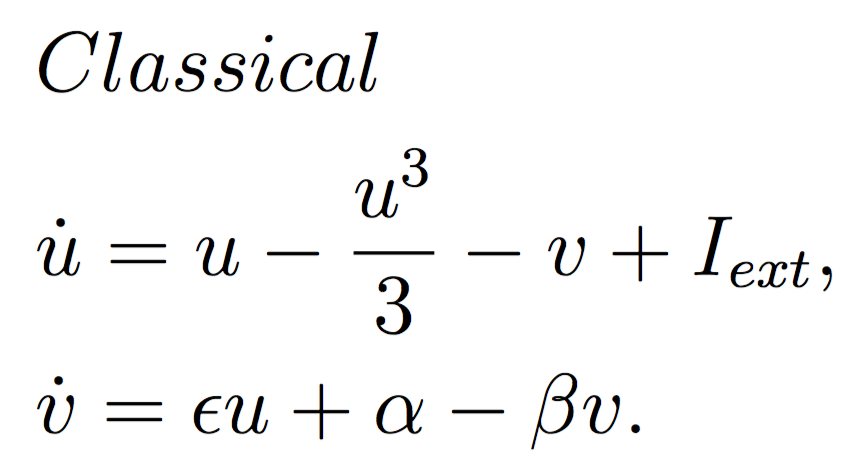 Classical
u̇ = u − u³/3 − v + I_ext,
v̇ = ϵu + α − βv.